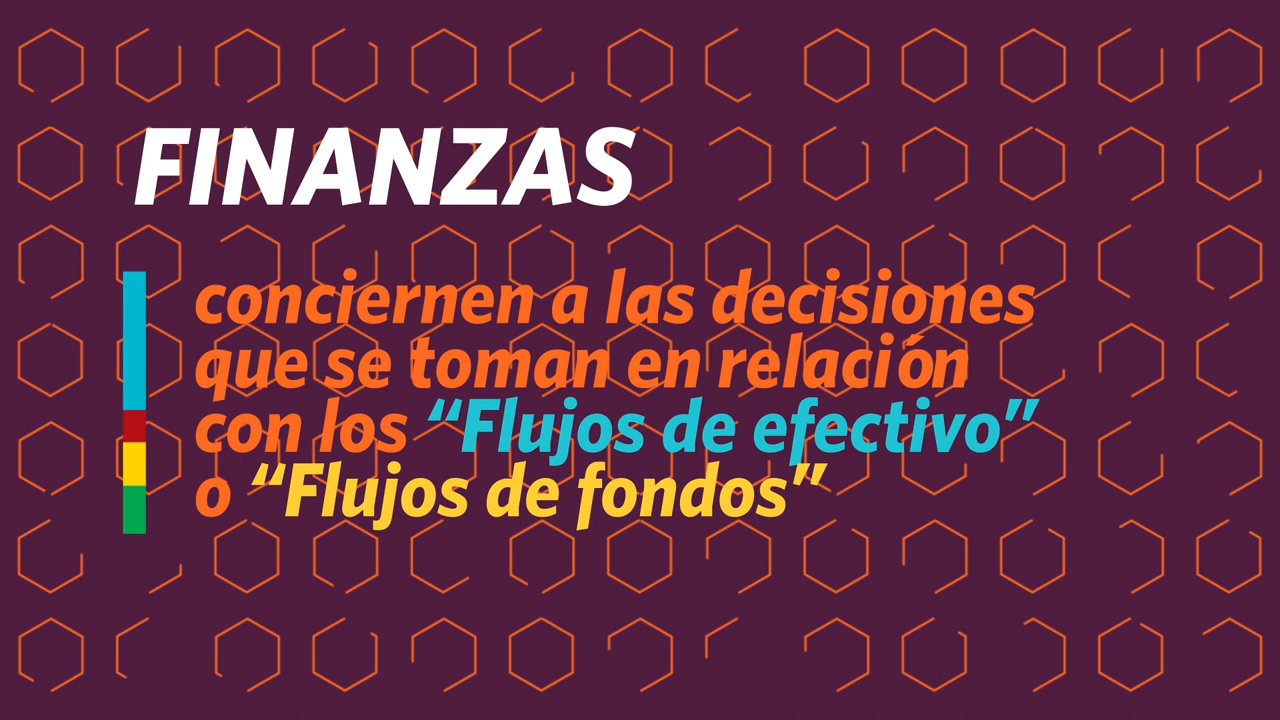 FINANZAS
conciernen a las decisiones
que se toman en relación
con los “Flujos de efectivo”
o “Flujos de fondos”